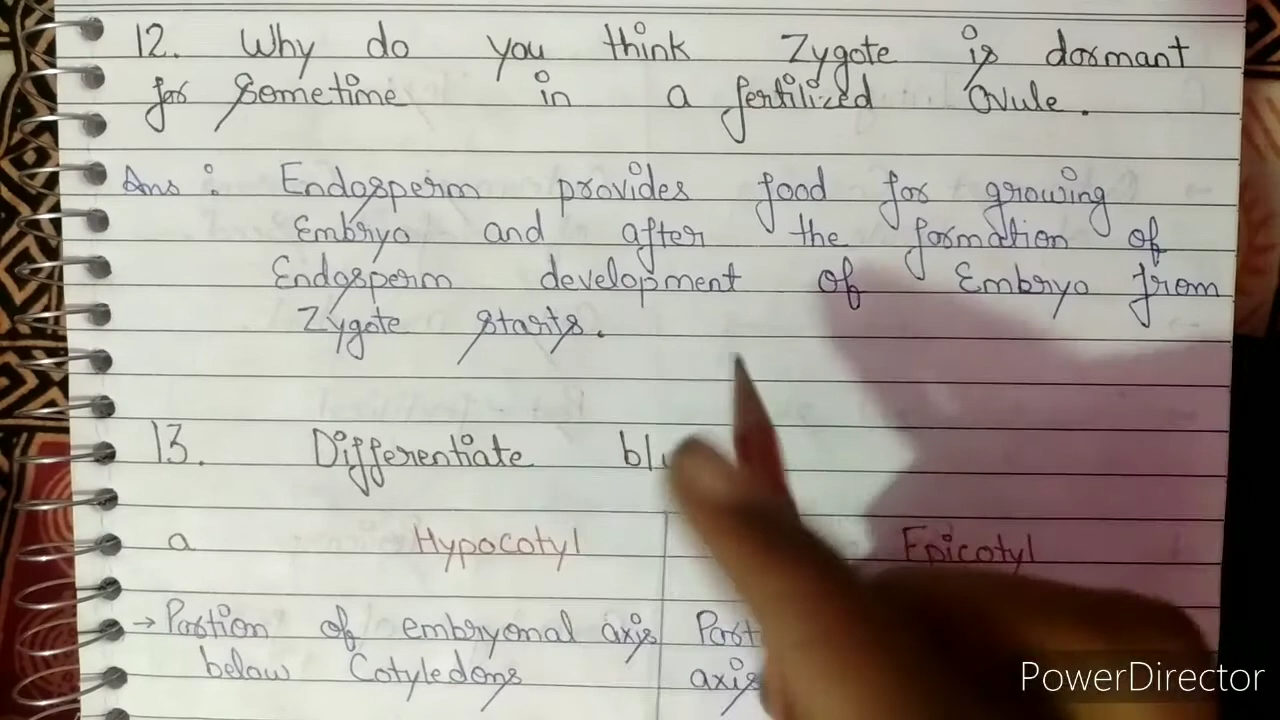 12. Why do you think Zygote is dormant
for sometime in a fertilized Ovule.
Ans : Endosperm provides food for growing
Embryo and after the formation of
Endosperm development of Embryo from
Zygote starts.
13. Differentiate
a Hypocotyl Epicotyl
→ Portion of embryonal axis
below Cotyledons
axis
PowerDirector